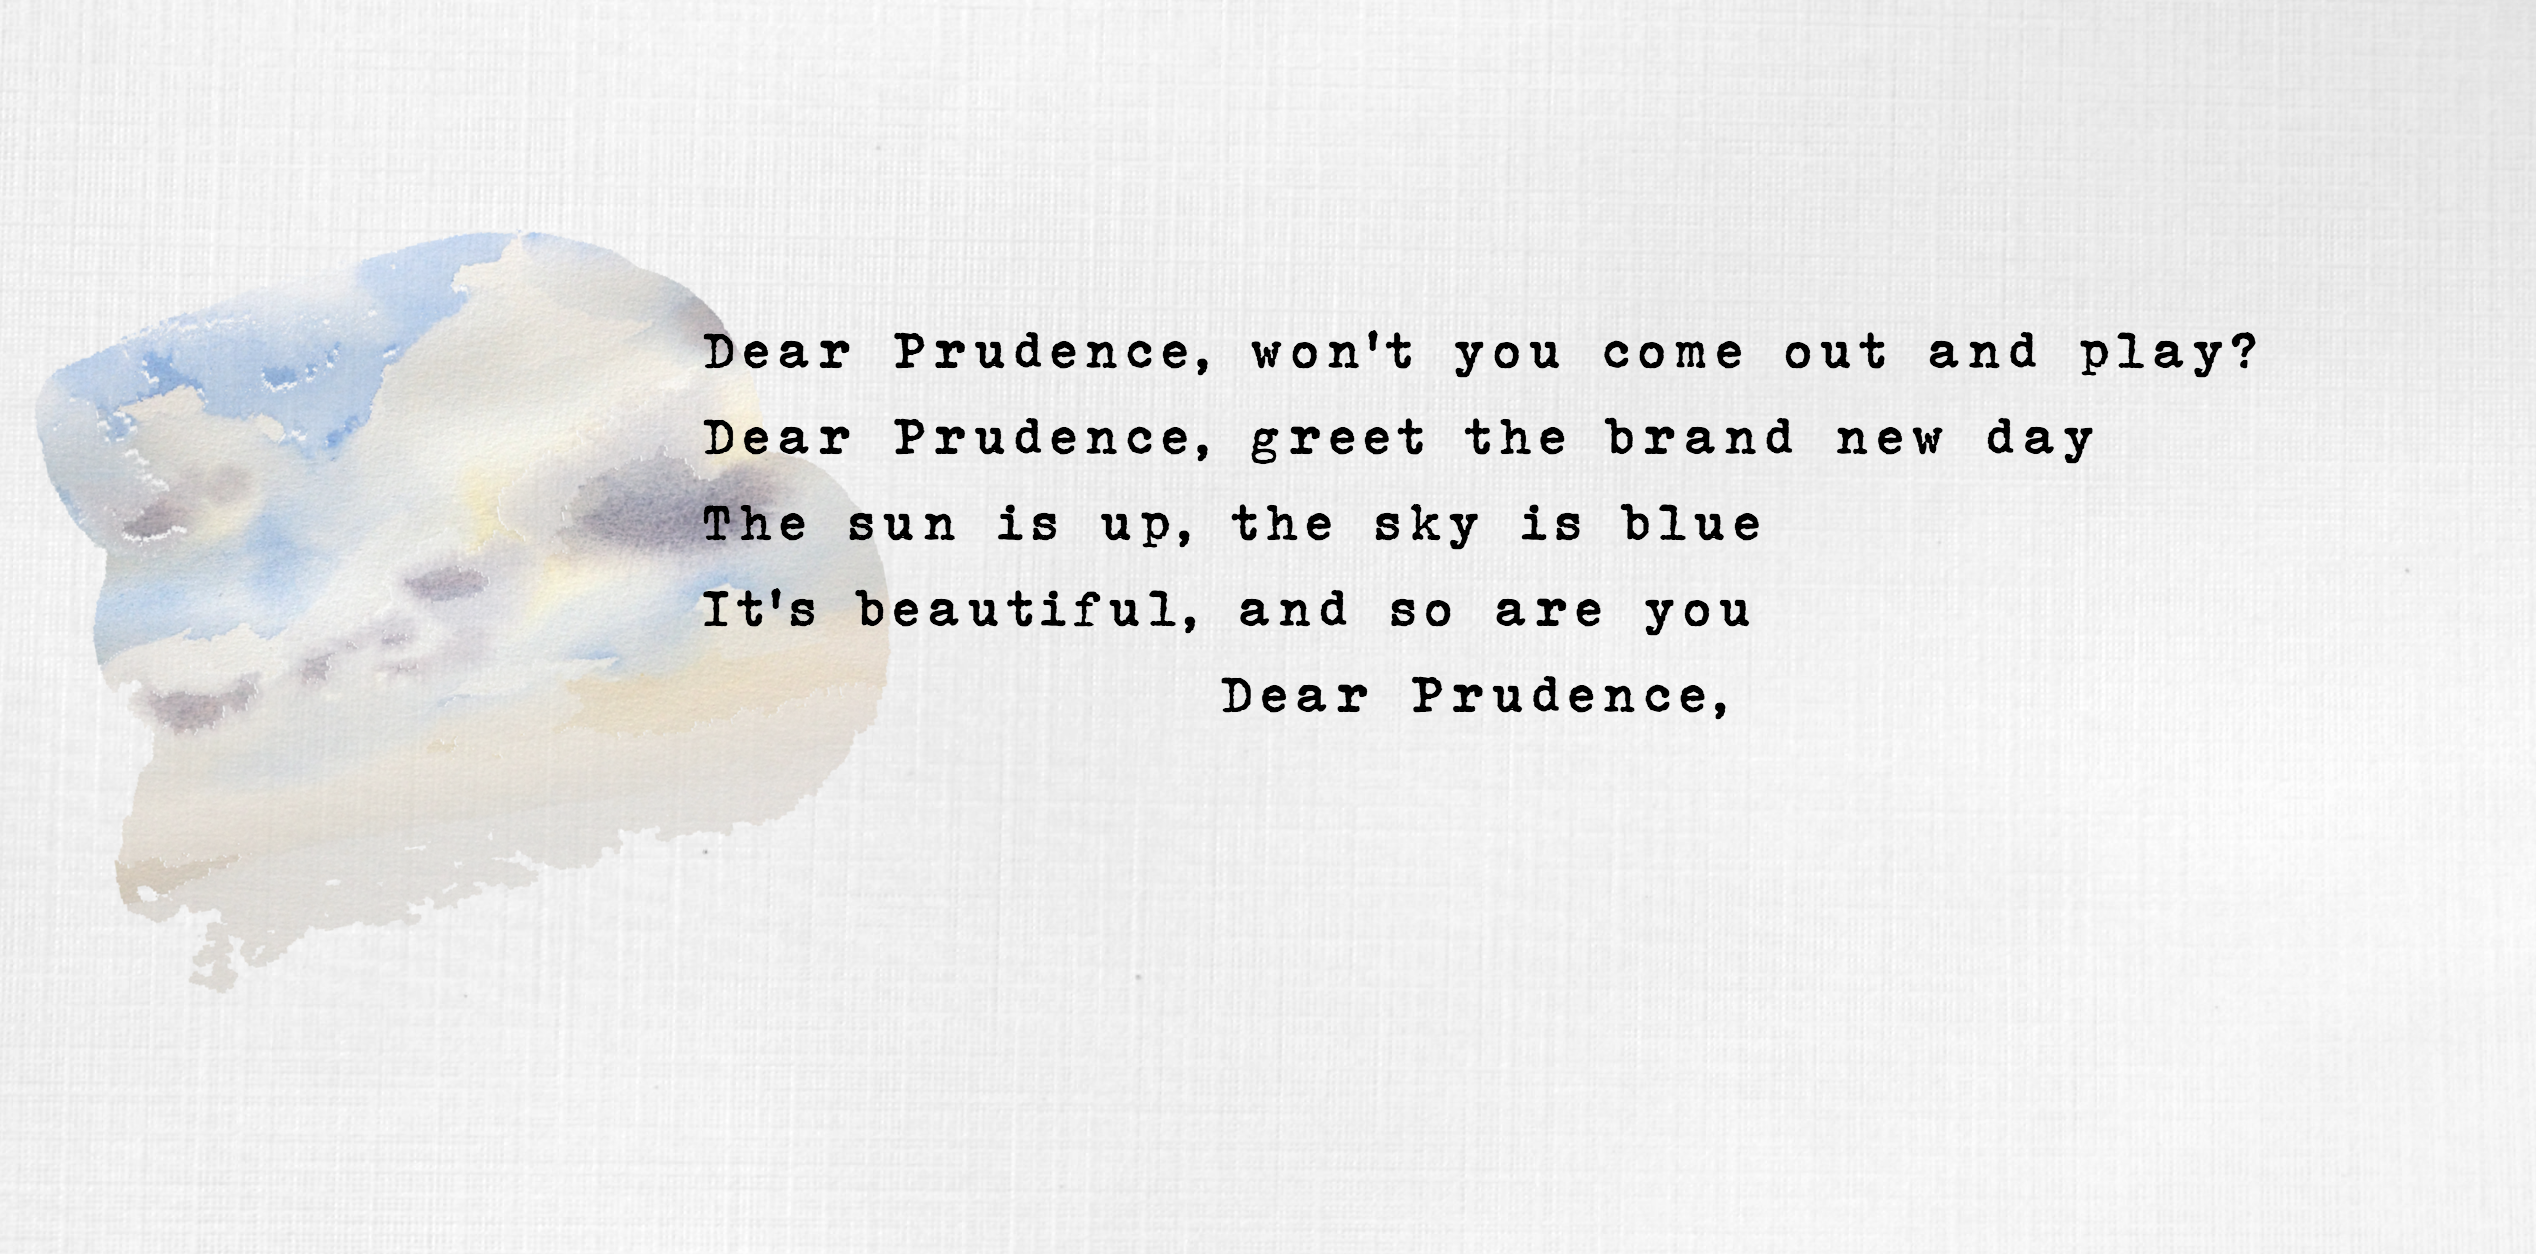 Dear Prudence, won't you come out and play?
Dear Prudence, greet the brand new day
The sun is up, the sky is blue
It's beautiful, and so are you
Dear Prudence,